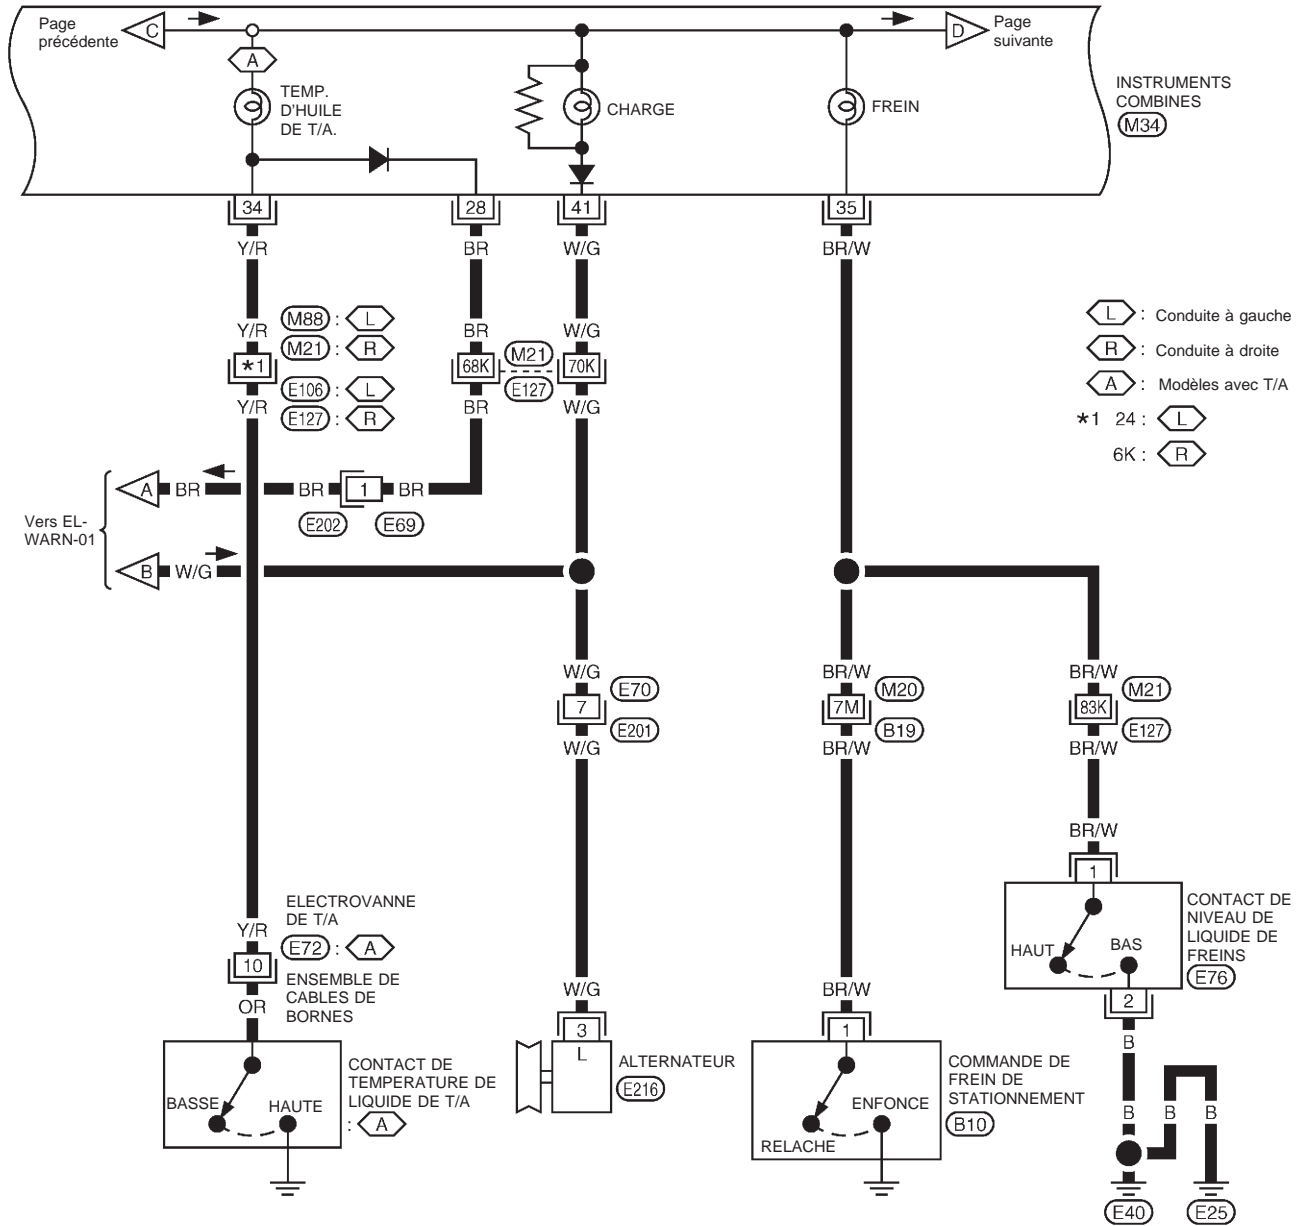 Page
précédente
C
D
Page
suivante
A
TEMP.
D'HUILE
DE T/A.
CHARGE
FREIN
INSTRUMENTS
COMBINES
M34
34
28
41
35
Y/R
BR
W/G
BR/W
M88 : L
M21 : R
Y/R
BR
W/G
*1
68K
M21
70K
E106 : L
E127
E127 : R
Y/R
BR
W/G
L : Conduite à gauche
R : Conduite à droite
A : Modèles avec T/A
*1 24 : L
6K : R
A
BR
BR
1
BR
E202
E69
Vers EL-
WARN-01
B
W/G
W/G
E70
7
E201
W/G
BR/W
M20
7M
B19
BR/W
BR/W
M21
83K
E127
BR/W
BR/W
ELECTROVANNE
DE T/A
Y/R
E72 : A
10
ENSEMBLE DE
CABLES DE
BORNES
OR
W/G
3
L
ALTERNATEUR
E216
BR/W
1
1
CONTACT DE
NIVEAU DE
LIQUIDE DE
FREINS
E76
HAUT
BAS
2
B
CONTACT DE
TEMPERATURE DE
LIQUIDE DE T/A
: A
BASSE
HAUTE
COMMANDE DE
FREIN DE
STATIONNEMENT
B10
ENFONCE
RELACHE
B
B
B
E40
E25